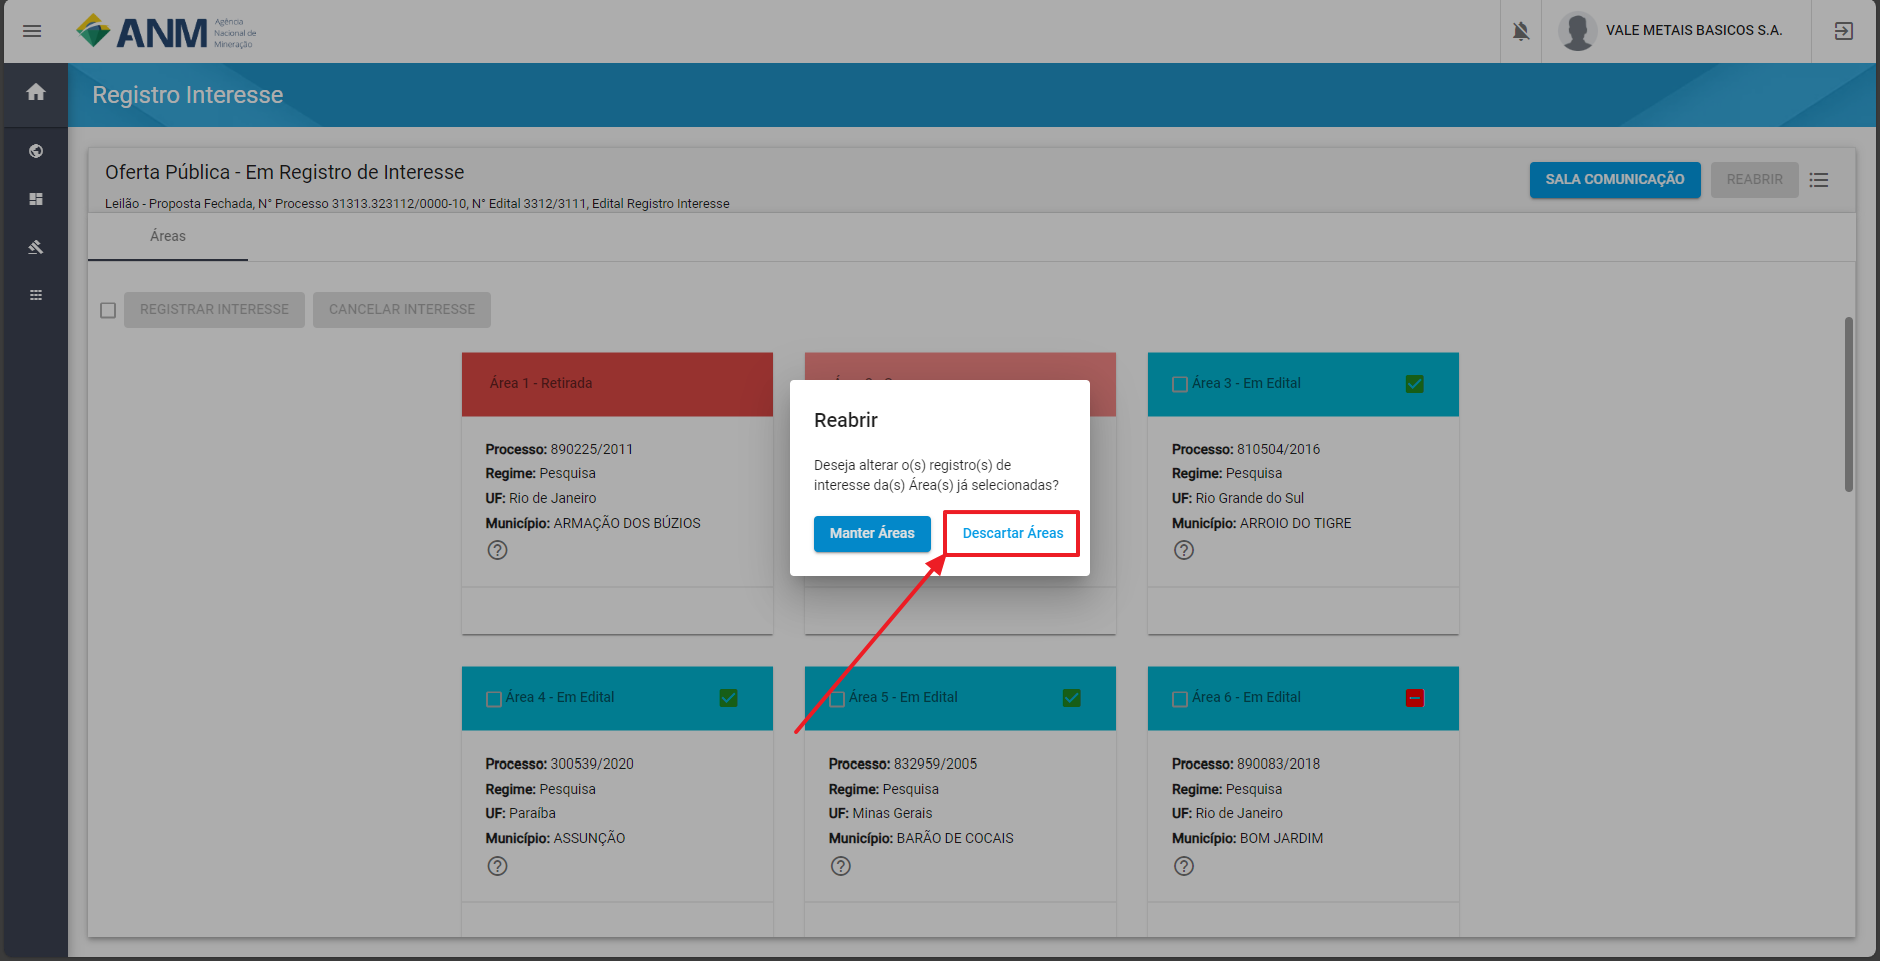 ANM
Agência
Nacional de
Mineração
VALE METAIS BASICOS S.A.
Registro Interesse
Oferta Pública - Em Registro de Interesse
Leilão - Proposta Fechada, N° Processo 31313.323112/0000-10, N° Edital 3312/3111, Edital Registro Interesse
SALA COMUNICAÇÃO
REABRIR
Áreas
REGISTRAR INTERESSE
CANCELAR INTERESSE
Área 1 - Retirada
Processo: 890225/2011
Regime: Pesquisa
UF: Rio de Janeiro
Município: ARMAÇÃO DOS BÚZIOS
Área 3 - Em Edital
Processo: 810504/2016
Regime: Pesquisa
UF: Rio Grande do Sul
Município: ARROIO DO TIGRE
Reabrir
Deseja alterar o(s) registro(s) de
interesse da(s) Área(s) já selecionadas?
Manter Áreas
Descartar Áreas
Área 4 - Em Edital
Processo: 300539/2020
Regime: Pesquisa
UF: Paraíba
Município: ASSUNÇÃO
Área 5 - Em Edital
Processo: 832959/2005
Regime: Pesquisa
UF: Minas Gerais
Município: BARÃO DE COCAIS
Área 6 - Em Edital
Processo: 890083/2018
Regime: Pesquisa
UF: Rio de Janeiro
Município: BOM JARDIM